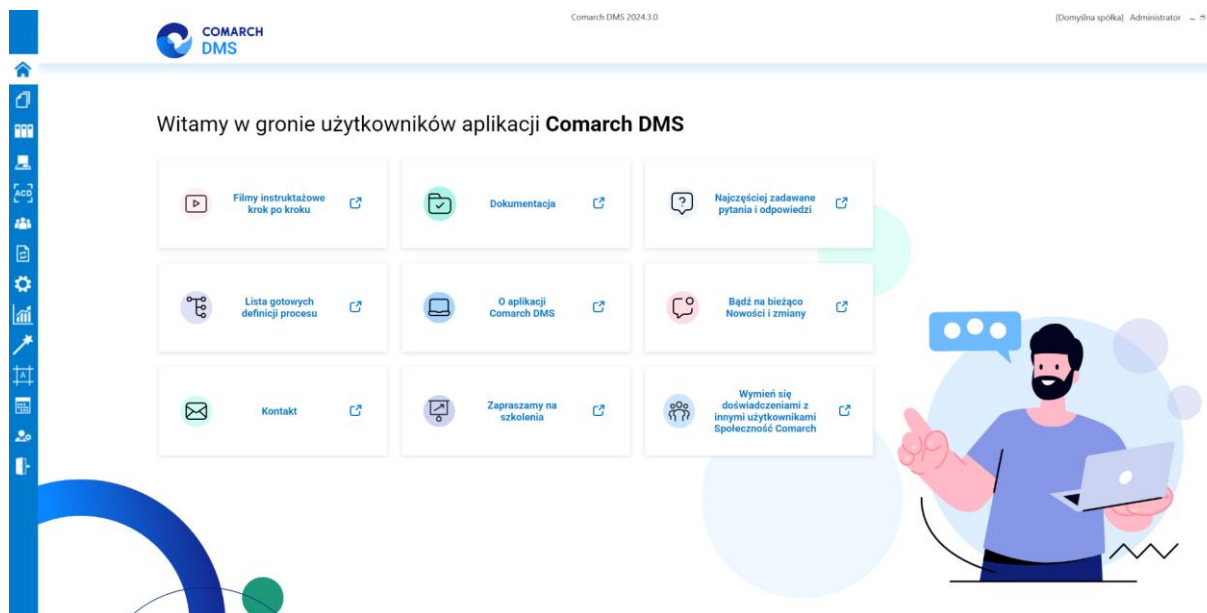 Comarch DMS 2024.3.0
[Domyślna spółka] Administrator
COMARCH
DMS
ACD
Witamy w gronie użytkowników aplikacji Comarch DMS
Filmy instruktażowe
krok po kroku
Dokumentacja
Najczęściej zadawane
pytania i odpowiedzi
Lista gotowych
definicji procesu
O aplikacji
Comarch DMS
Bądź na bieżąco
Nowości i zmiany
Kontakt
Zapraszamy na
szkolenia
Wymień się
doświadczeniami z
innymi użytkownikami
Społeczność Comarch
A